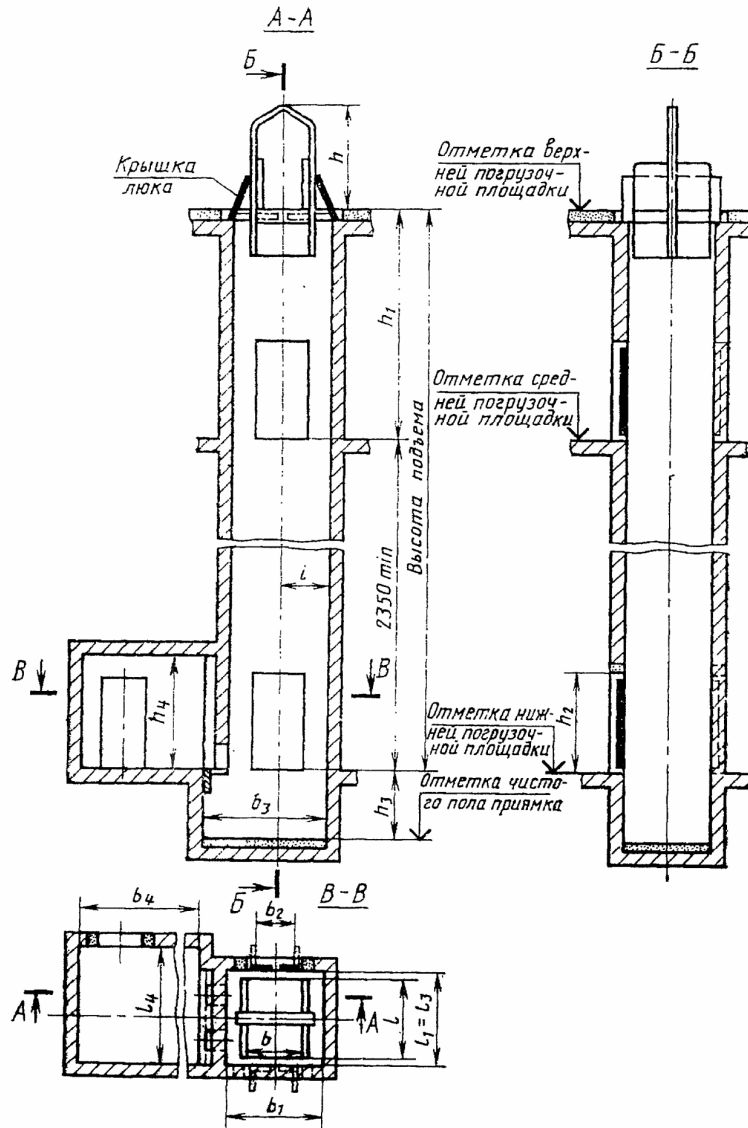 А-А
Б
Б-Б
Крышка
люка
h
Отметка верх-
ней погрузоч-
ной площадки
h1
Отметка сред-
ней погрузоч-
ной площадки
Высота подъема
i
2350 min
В
В
h4
h2
Отметка ниж-
ней погрузоч-
ной площадки
b3
h3
Отметка чисто-
го пола приямка
Б
В-В
b4
b2
А
А
l4
b
l
l1=l3
b1